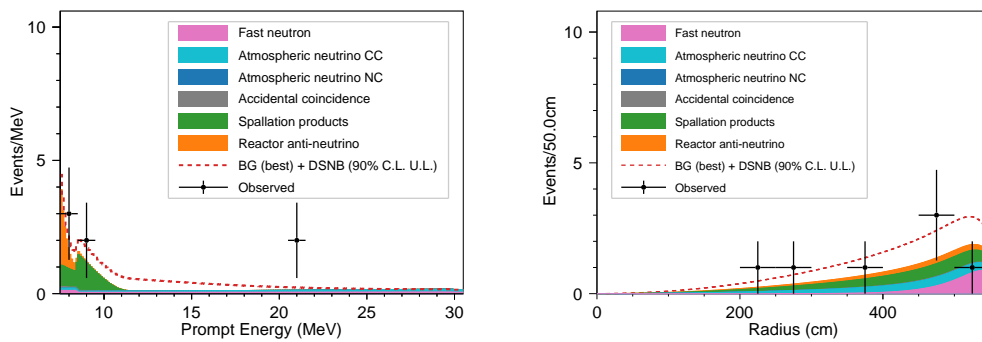 10
5
0
Events/MeV
Fast neutron
Atmospheric neutrino CC
Atmospheric neutrino NC
Accidental coincidence
Spallation products
Reactor anti-neutrino
BG (best) + DSNB (90% C.L. U.L.)
Observed
10 15 20 25 30
Prompt Energy (MeV)
10
5
0
Events/50.0cm
Fast neutron
Atmospheric neutrino CC
Atmospheric neutrino NC
Accidental coincidence
Spallation products
Reactor anti-neutrino
BG (best) + DSNB (90% C.L. U.L.)
Observed
0 200 400
Radius (cm)